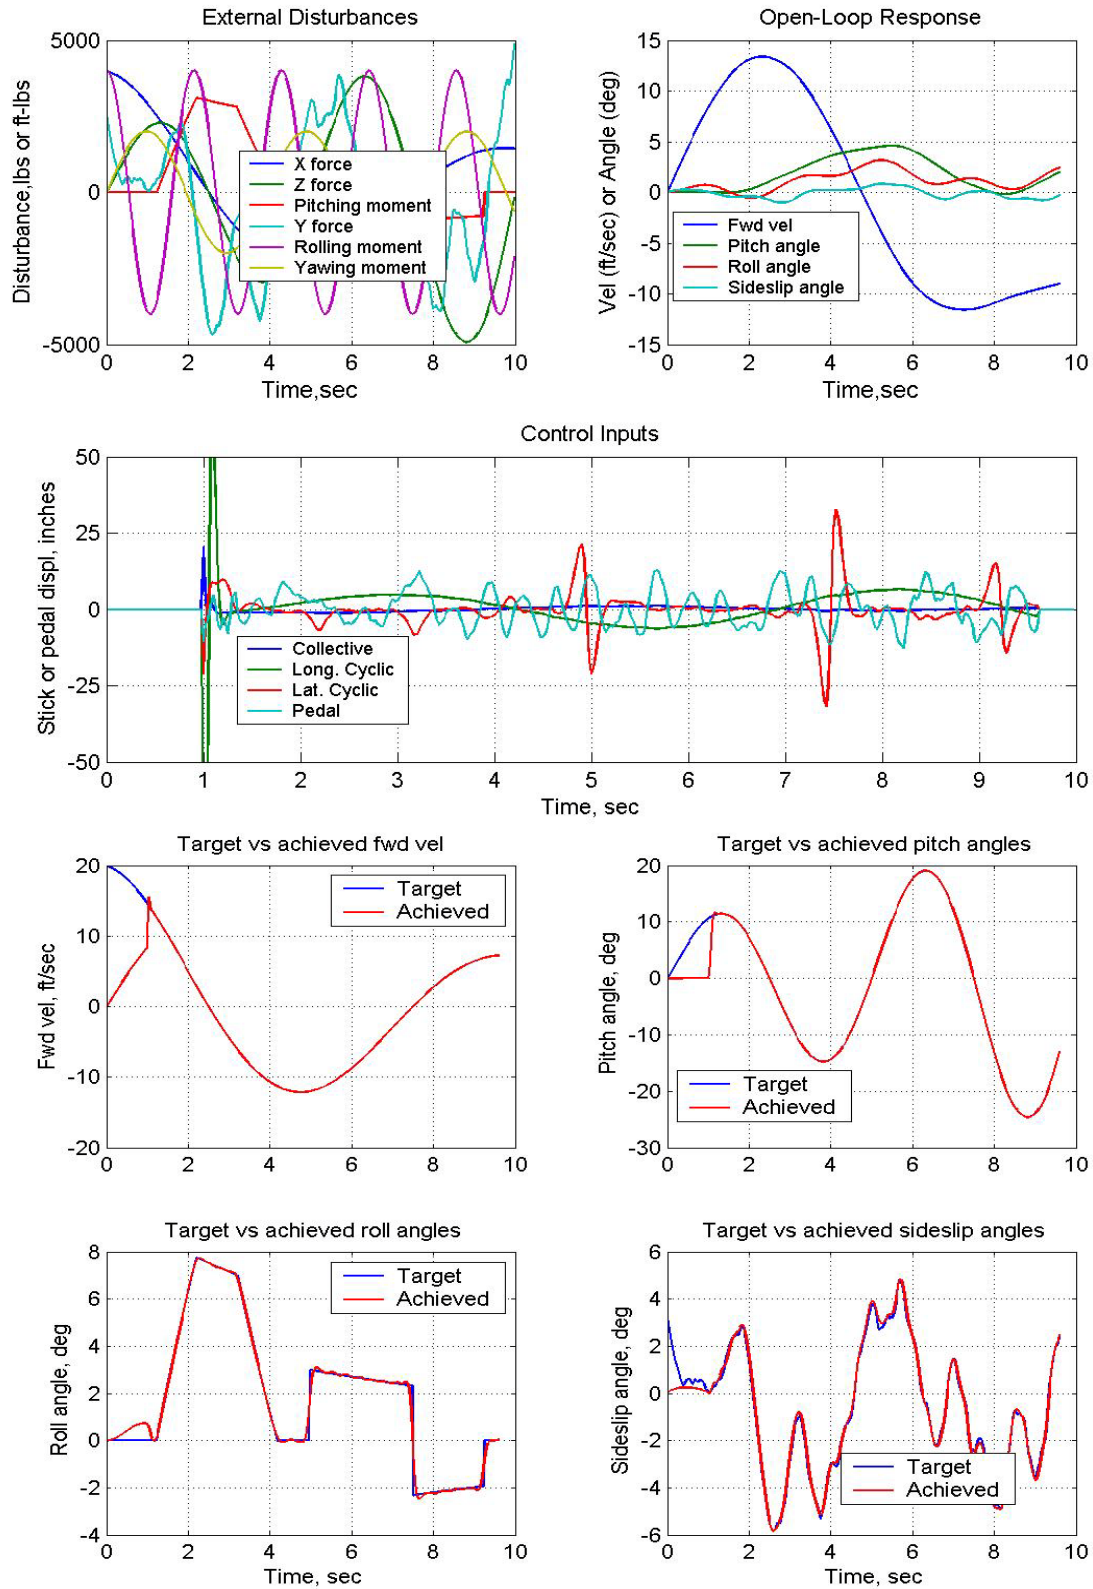 External Disturbances
5000
0
-5000
Disturbance,lbs or ft-lbs
X force
Z force
Pitching moment
Y force
Rolling moment
Yawing moment
0 2 4 6 8 10
Time,sec
Open-Loop Response
15
10
5
0
-5
-10
-15
Vel (ft/sec) or Angle (deg)
Fwd vel
Pitch angle
Roll angle
Sideslip angle
0 2 4 6 8 10
Time,sec
Control Inputs
50
25
0
-25
-50
Stick or pedal displ, inches
Collective
Long. Cyclic
Lat. Cyclic
Pedal
0 1 2 3 4 5 6 7 8 9 10
Time, sec
Target vs achieved fwd vel
20
10
0
-10
-20
Fwd vel, ft/sec
Target
Achieved
0 2 4 6 8 10
Target vs achieved pitch angles
20
10
0
-10
-20
-30
Pitch angle, deg
Target
Achieved
0 2 4 6 8 10
Target vs achieved roll angles
8
6
4
2
0
-2
-4
Roll angle, deg
Target
Achieved
0 2 4 6 8 10
Time, sec
Target vs achieved sideslip angles
6
4
2
0
-2
-4
-6
Sideslip angle, deg
Target
Achieved
0 2 4 6 8 10
Time, sec